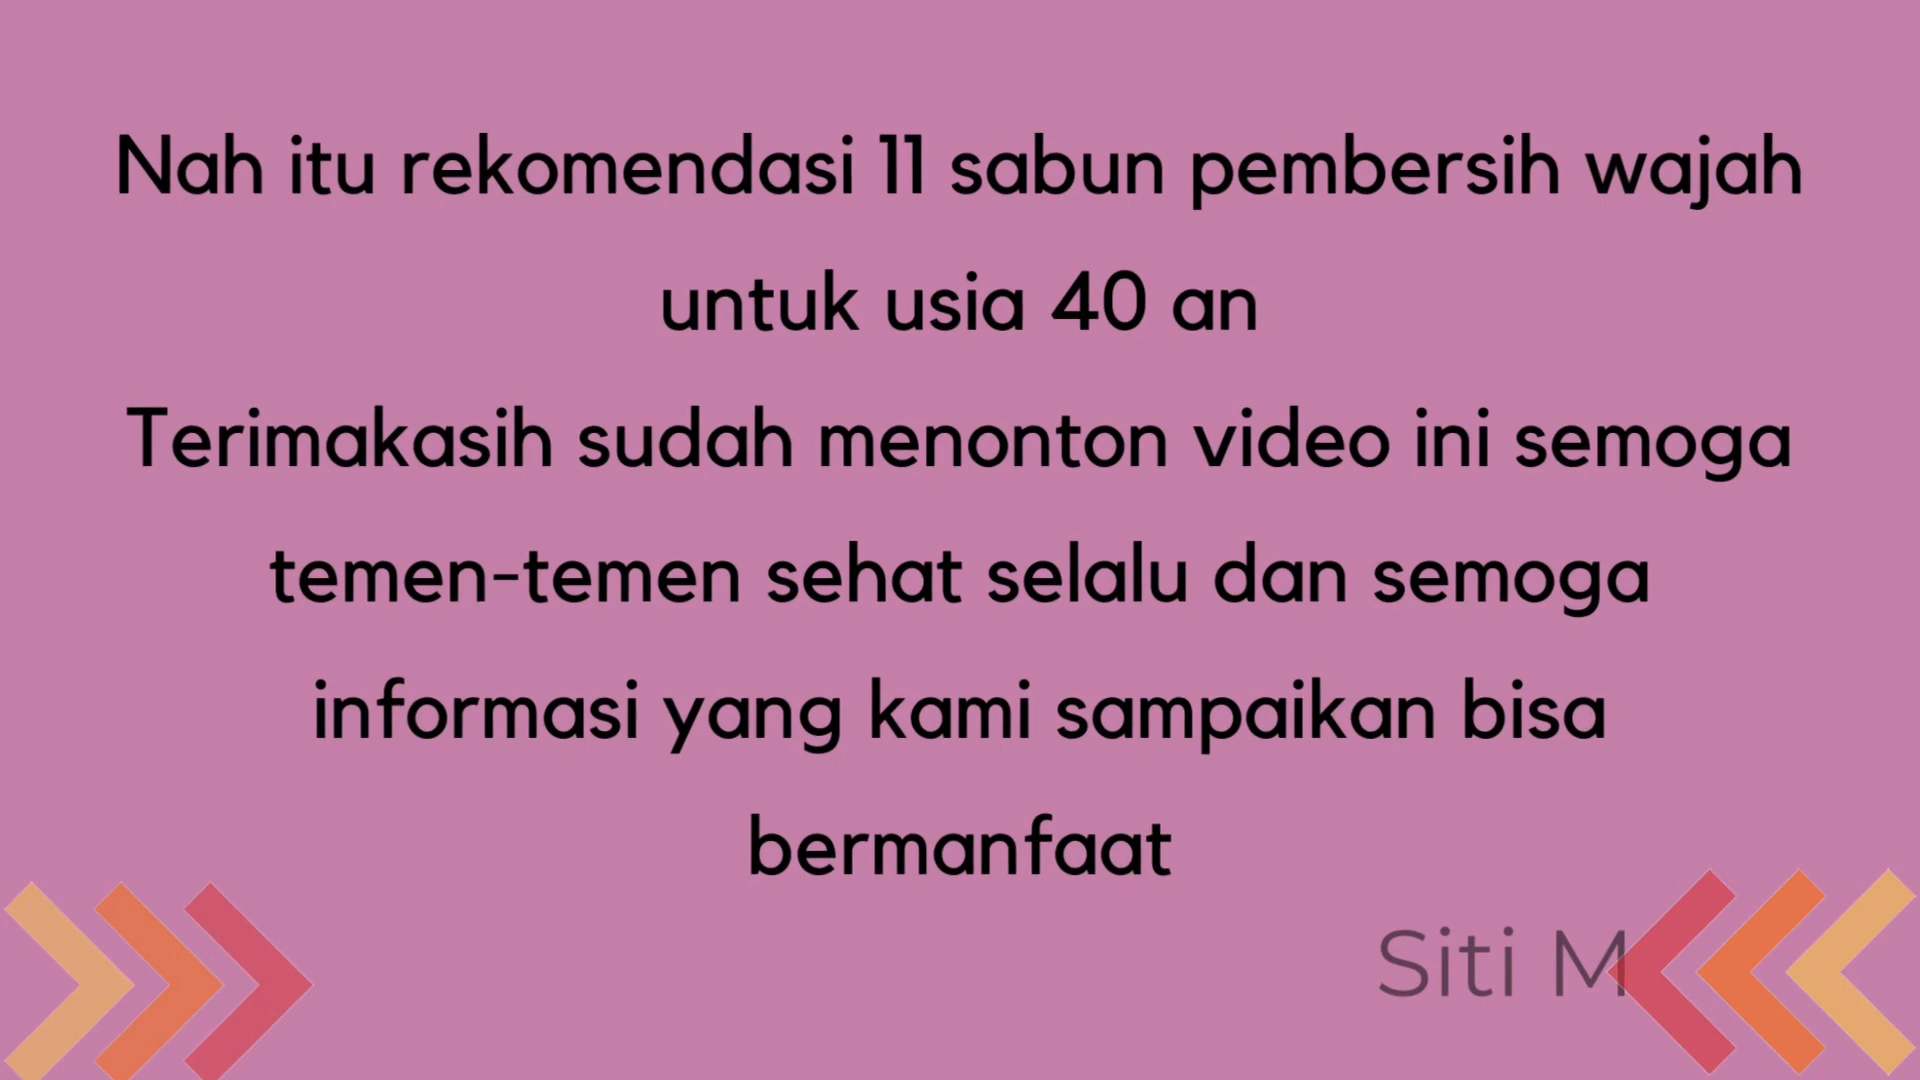 Nah itu rekomendasi 11 sabun pembersih wajah
untuk usia 40 an
Terimakasih sudah menonton video ini semoga
temen-temen sehat selalu dan semoga
informasi yang kami sampaikan bisa
bermanfaat
Siti M